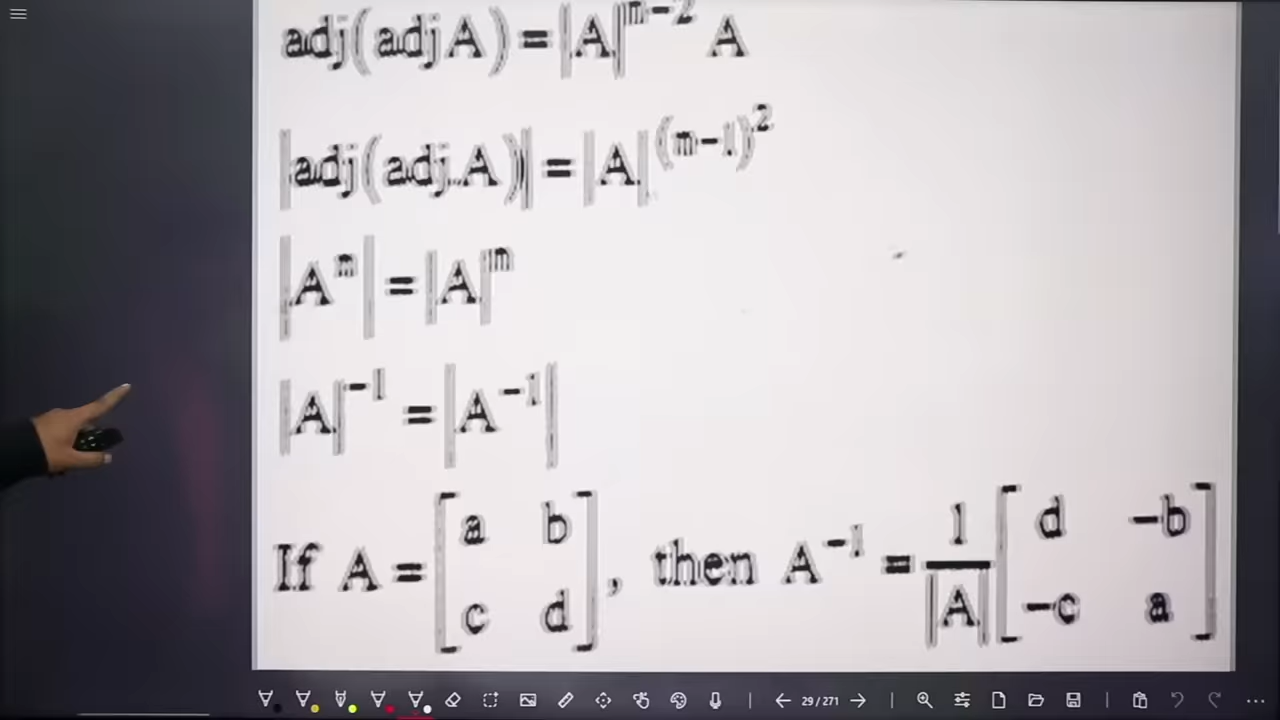 adj(adj A) = |A|^{n-2} A
|adj(adj.A)| = |A|^{(n-1)^2}
|A^m| = |A|^m
|A|^{-1} = |A^{-1}|
If A = [a b; c d], then A^{-1} = 1/|A| [d -b; -c a]
29/271